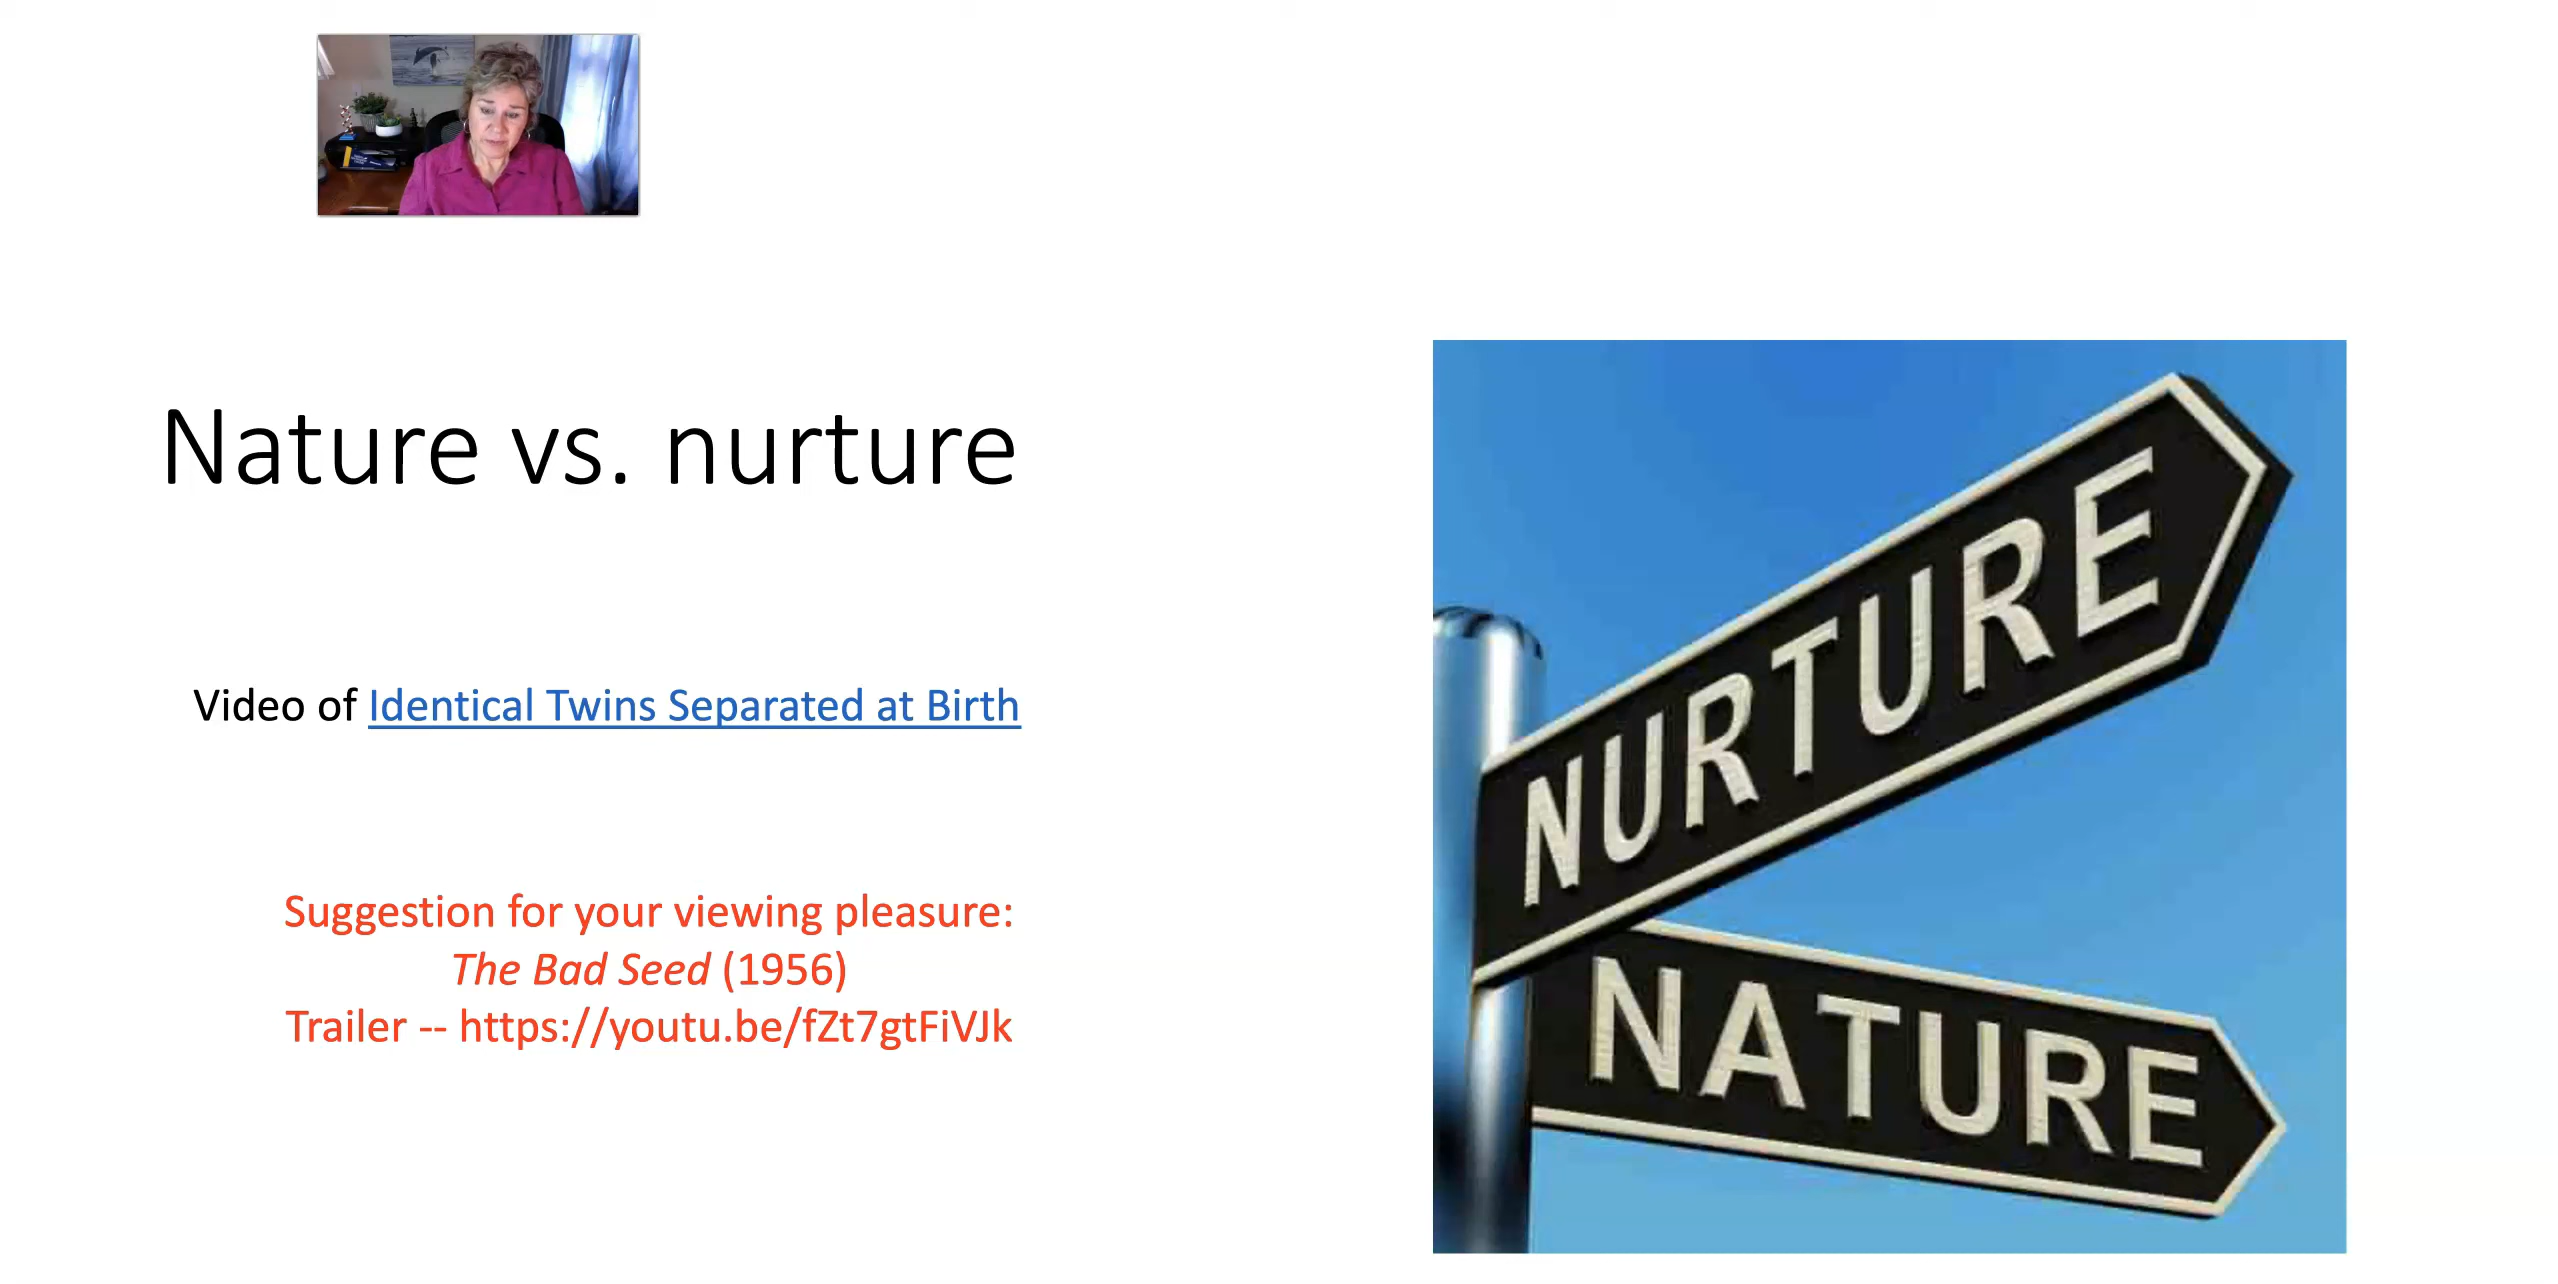 Nature vs. nurture
Video of Identical Twins Separated at Birth
Suggestion for your viewing pleasure:
The Bad Seed (1956)
Trailer -- https://youtu.be/fZt7gtFiVJk
NURTURE
NATURE